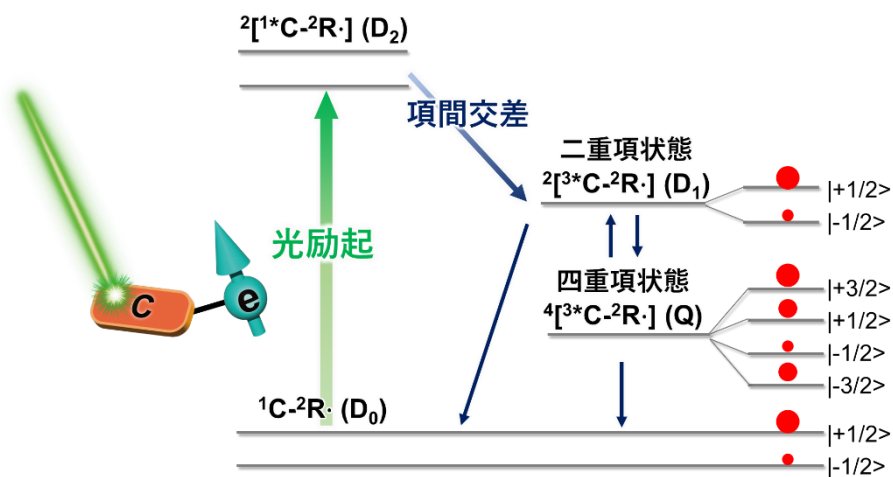 ²[¹*C-²R·] (D₂)
項間交差
二重項状態
²[³*C-²R·] (D₁)
|+1/2>
|-1/2>
光励起
C
e
四重項状態
⁴[³*C-²R·] (Q)
|+3/2>
|+1/2>
|-1/2>
|-3/2>
¹C-²R· (D₀)
|+1/2>
|-1/2>